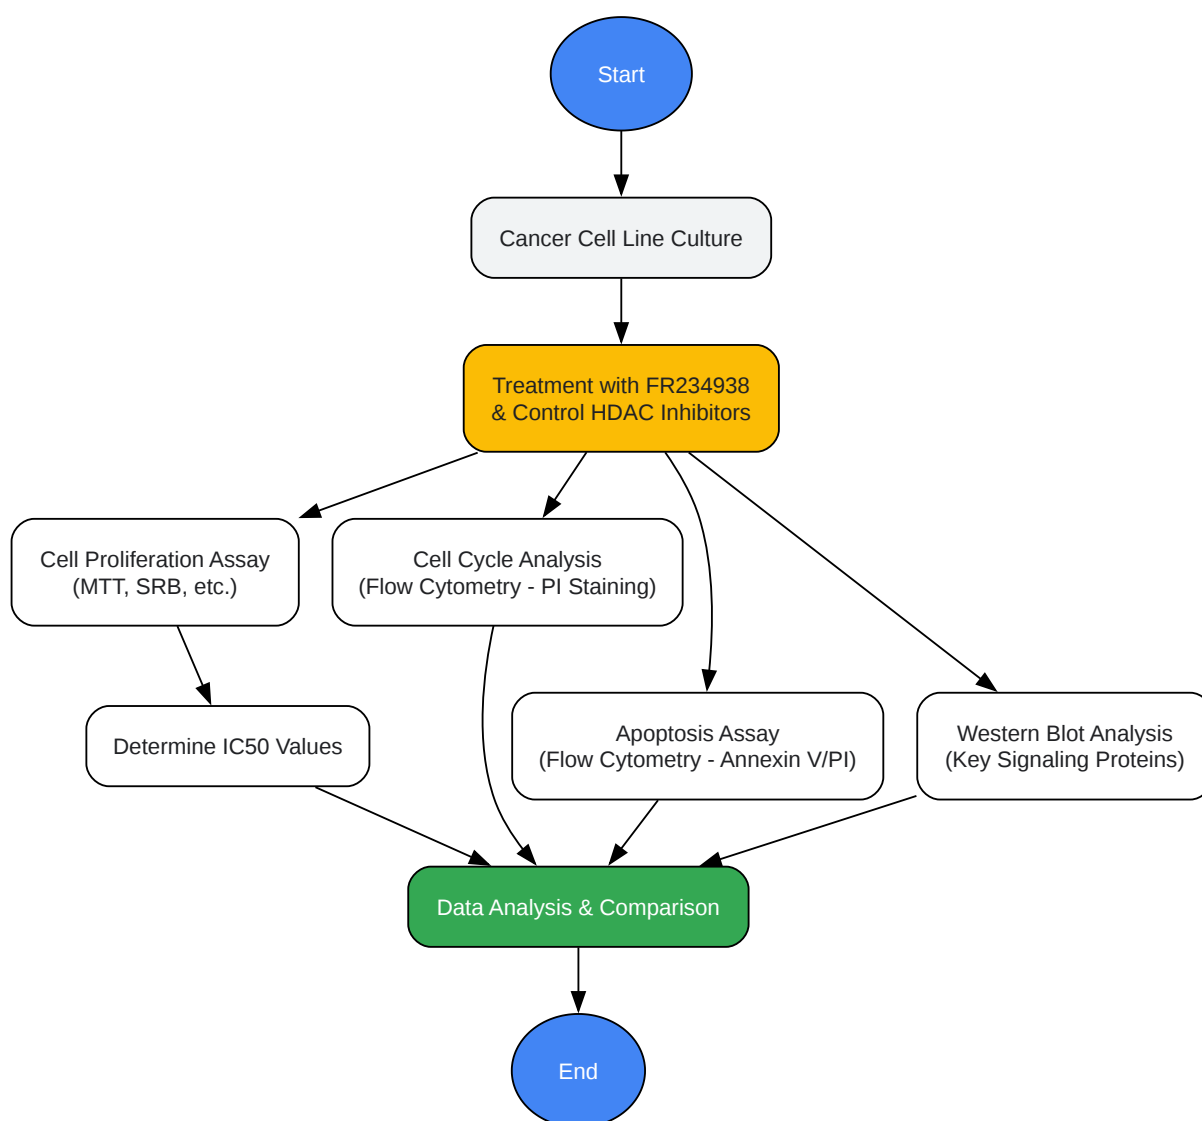 Start
Cancer Cell Line Culture
Treatment with FR234938
& Control HDAC Inhibitors
Cell Proliferation Assay
(MTT, SRB, etc.)
Cell Cycle Analysis
(Flow Cytometry - PI Staining)
Determine IC50 Values
Apoptosis Assay
(Flow Cytometry - Annexin V/PI)
Western Blot Analysis
(Key Signaling Proteins)
Data Analysis & Comparison
End